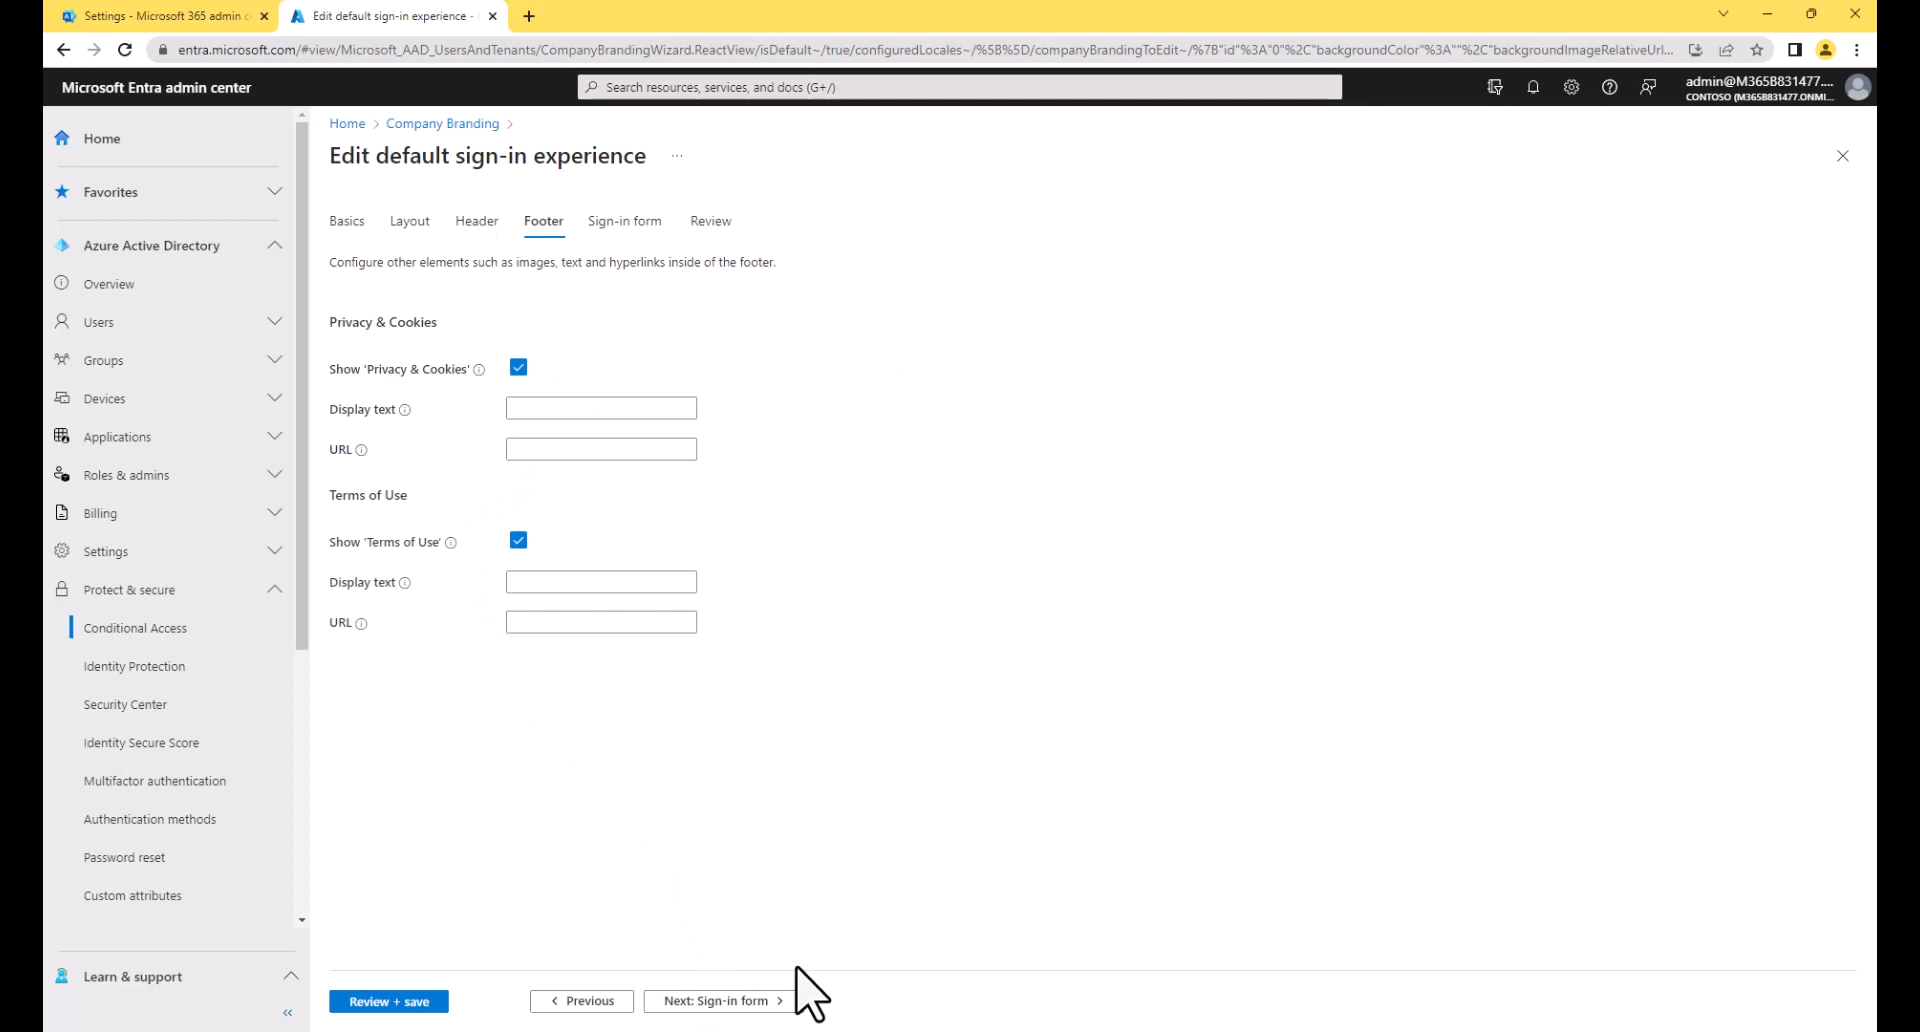 Settings - Microsoft 365 admin c
Edit default sign-in experience -
entra.microsoft.com/#view/Microsoft_AAD_UsersAndTenants/CompanyBrandingWizard.ReactView/isDefault~/true/configuredLocales~/%5B%5D/companyBrandingToEdit~/%7B"id"%3A"0"%2C"backgroundColor"%3A""%2C"backgroundImageRelativeUrl...
Microsoft Entra admin center
Search resources, services, and docs (G+/)
admin@M365B831477....
CONTOSO (M365B831477.ONMI...
Home
Favorites
Azure Active Directory
Overview
Users
Groups
Devices
Applications
Roles & admins
Billing
Settings
Protect & secure
Conditional Access
Identity Protection
Security Center
Identity Secure Score
Multifactor authentication
Authentication methods
Password reset
Custom attributes
Learn & support
Home > Company Branding >
Edit default sign-in experience ...
Basics Layout Header Footer Sign-in form Review
Configure other elements such as images, text and hyperlinks inside of the footer.
Privacy & Cookies
Show 'Privacy & Cookies'
Display text
URL
Terms of Use
Show 'Terms of Use'
Display text
URL
Review + save
< Previous
Next: Sign-in form >